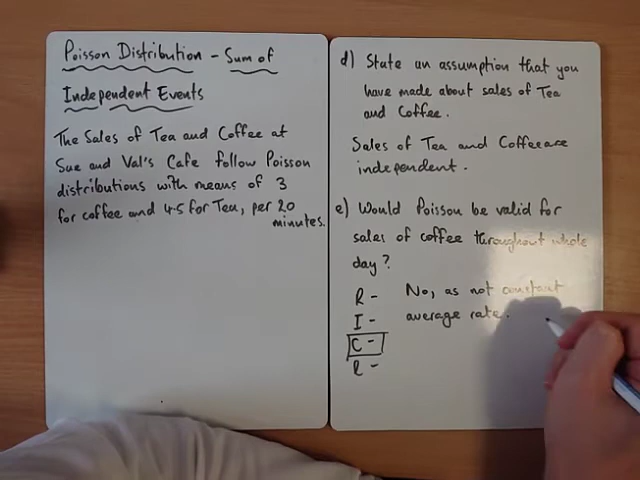 Poisson Distribution - Sum of
Independent Events
The Sales of Tea and Coffee at
Sue and Val's Cafe follow Poisson
distributions with means of 3
for coffee and 4.5 for Tea, per 20
minutes.
d) State an assumption that you
have made about sales of Tea
and Coffee.
Sales of Tea and Coffee are
independent.
e) Would Poisson be valid for
sales of coffee throughout whole
day?
R - No, as not constant
I - average rate.
C -
R -